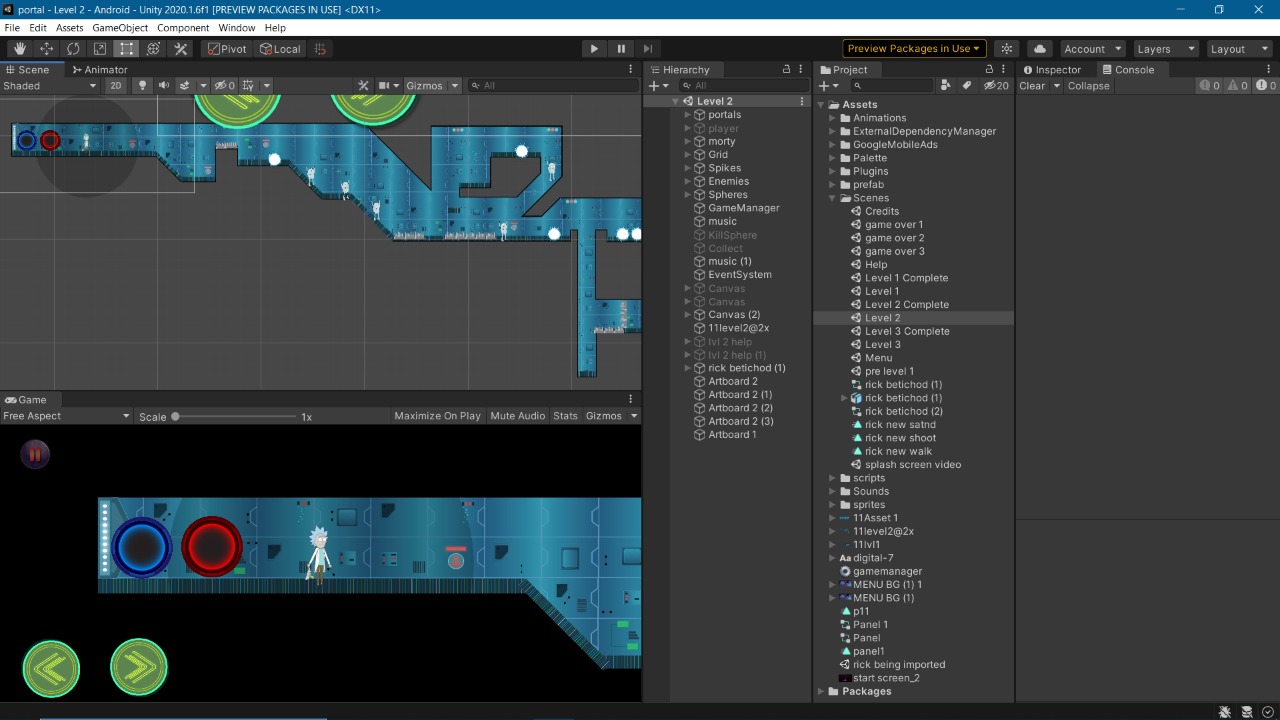 portal - Level 2 - Android - Unity 2020.1.6f1 [PREVIEW PACKAGES IN USE] <DX11>
File Edit Assets GameObject Component Window Help
Pivot Local Preview Packages in Use Account Layers Layout
Scene Animator
Shaded 2D 0 Gizmos All
Hierarchy
All
Level 2
portals
player
morty
Grid
Spikes
Enemies
Spheres
GameManager
music
KillSphere
Collect
music (1)
EventSystem
Canvas
Canvas
Canvas (2)
11level2@2x
lvl 2 help
lvl 2 help (1)
rick betichod (1)
Artboard 2
Artboard 2 (1)
Artboard 2 (2)
Artboard 2 (3)
Artboard 1
Project
20
Assets
Animations
ExternalDependencyManager
GoogleMobileAds
Palette
Plugins
prefab
Scenes
Credits
game over 1
game over 2
game over 3
Help
Level 1 Complete
Level 1
Level 2 Complete
Level 2
Level 3 Complete
Level 3
Menu
pre level 1
rick betichod (1)
rick betichod (1)
rick betichod (2)
rick new satnd
rick new shoot
rick new walk
splash screen video
scripts
Sounds
sprites
11Asset 1
11level2@2x
11lvl1
Aa digital-7
gamemanager
MENU BG (1) 1
MENU BG (1)
p11
Panel 1
Panel
panel1
rick being imported
start screen_2
Packages
Inspector Console
Clear Collapse 0 0 0
Game
Free Aspect Scale 1x Maximize On Play Mute Audio Stats Gizmos